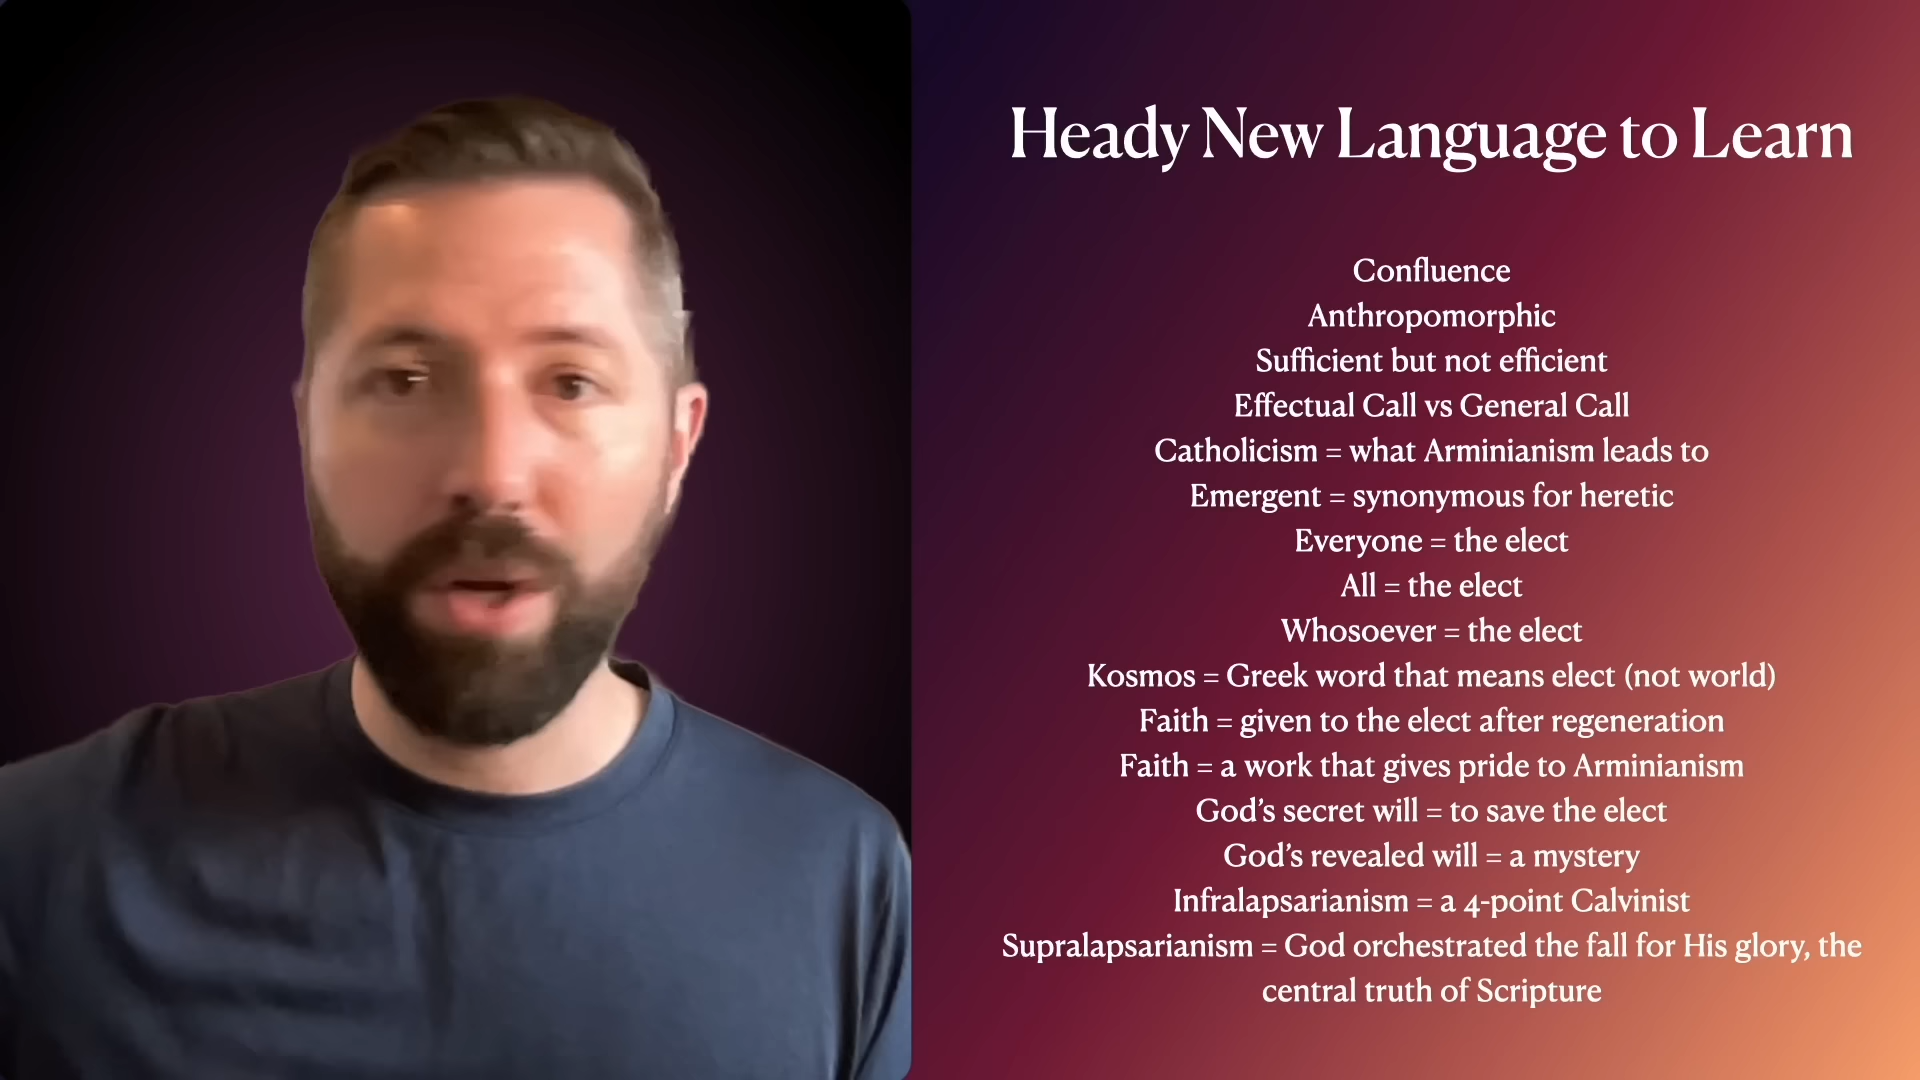 Heady New Language to Learn
Confluence
Anthropomorphic
Sufficient but not efficient
Effectual Call vs General Call
Catholicism = what Arminianism leads to
Emergent = synonymous for heretic
Everyone = the elect
All = the elect
Whosoever = the elect
Kosmos = Greek word that means elect (not world)
Faith = given to the elect after regeneration
Faith = a work that gives pride to Arminianism
God’s secret will = to save the elect
God’s revealed will = a mystery
Infralapsarianism = a 4-point Calvinist
Supralapsarianism = God orchestrated the fall for His glory, the
central truth of Scripture